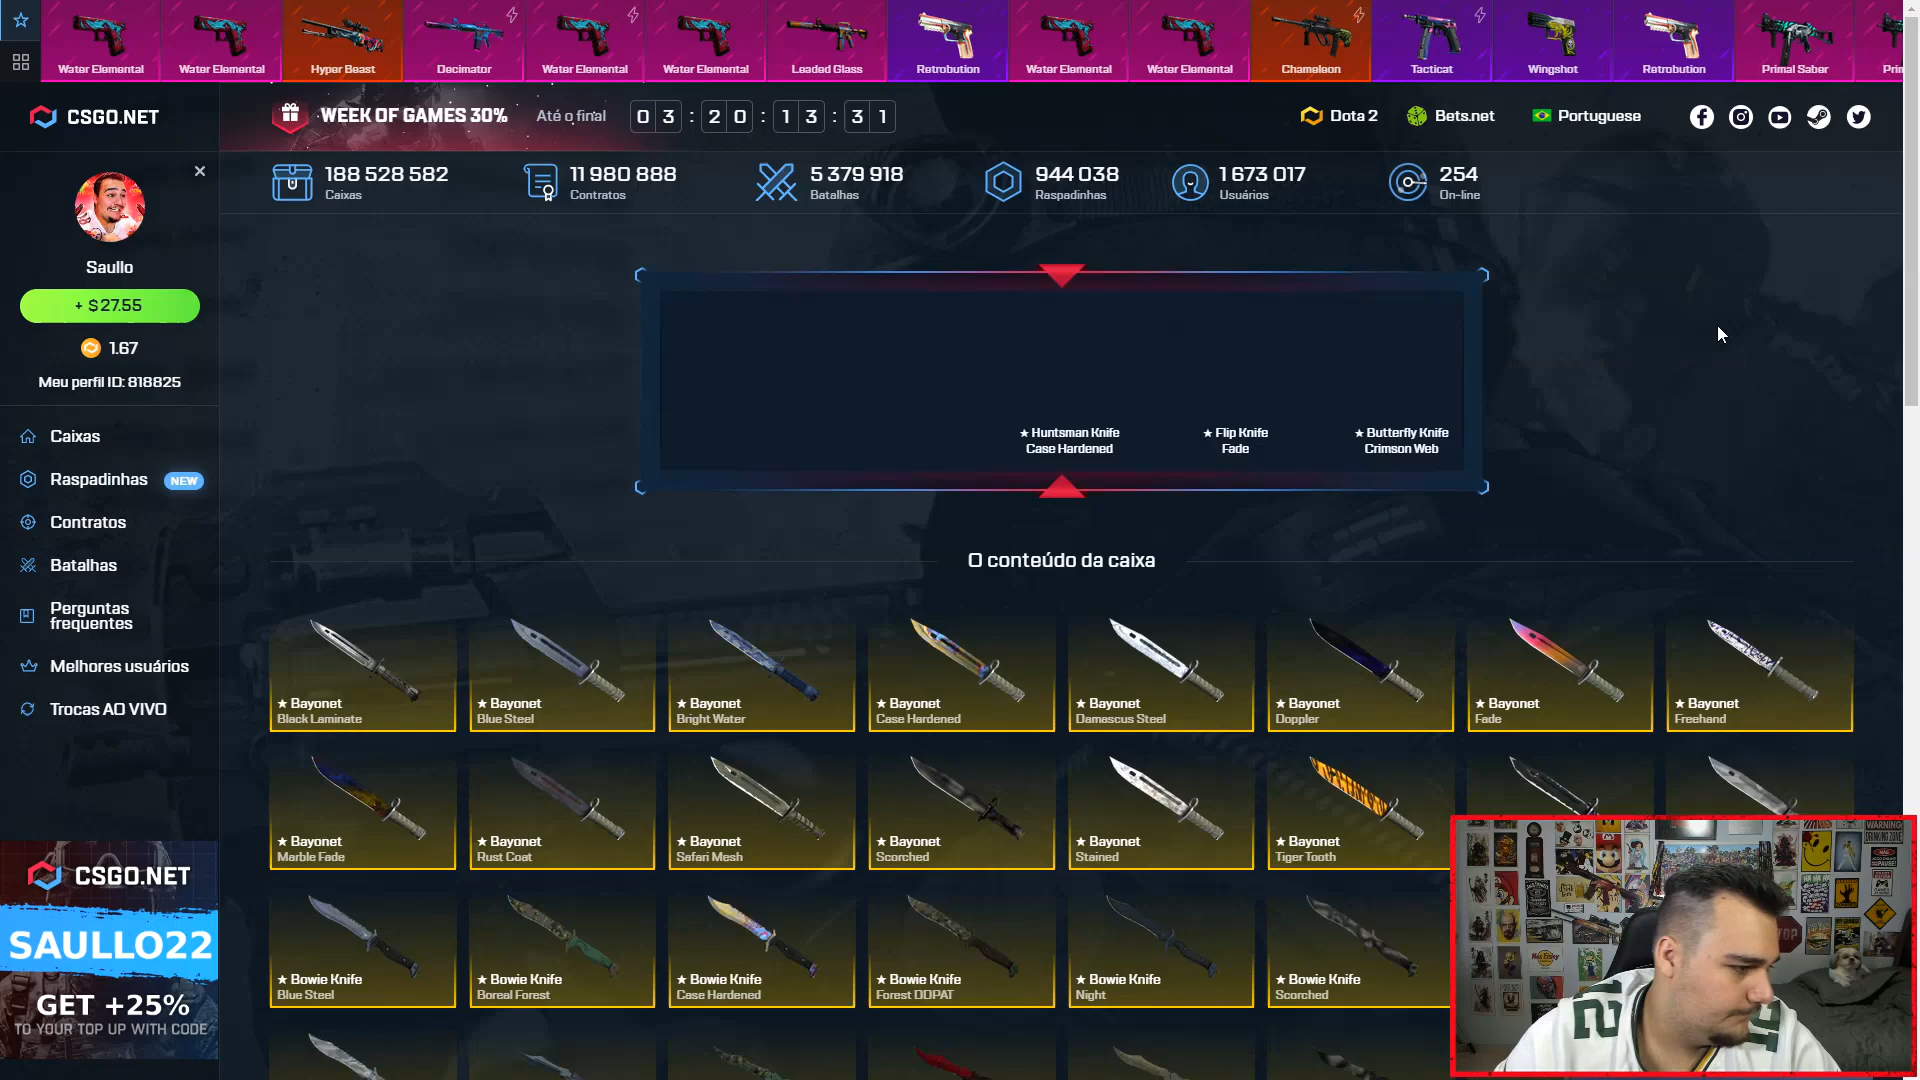 Water Elemental
Water Elemental
Hyper Beast
Decimator
Water Elemental
Water Elemental
Leaded Glass
Retrobution
Water Elemental
Water Elemental
Chameleon
Tacticat
Wingshot
Retrobution
Primal Saber
CSGO.NET
WEEK OF GAMES 30%
Até o final
03 : 20 : 13 : 31
Dota 2
Bets.net
Portuguese
188 528 582
Caixas
11 980 888
Contratos
5 379 918
Batalhas
944 038
Raspadinhas
1 673 017
Usuários
254
On-line
Saullo
+ $ 27.55
1.67
Meu perfil ID: 818825
Caixas
Raspadinhas NEW
Contratos
Batalhas
Perguntas
frequentes
Melhores usuários
Trocas AO VIVO
CSGO.NET
SAULLO22
GET +25%
TO YOUR TOP UP WITH CODE
★ Huntsman Knife
Case Hardened
★ Flip Knife
Fade
★ Butterfly Knife
Crimson Web
O conteúdo da caixa
★ Bayonet
Black Laminate
★ Bayonet
Blue Steel
★ Bayonet
Bright Water
★ Bayonet
Case Hardened
★ Bayonet
Damascus Steel
★ Bayonet
Doppler
★ Bayonet
Fade
★ Bayonet
Freehand
★ Bayonet
Marble Fade
★ Bayonet
Rust Coat
★ Bayonet
Safari Mesh
★ Bayonet
Scorched
★ Bayonet
Stained
★ Bayonet
Tiger Tooth
★ Bowie Knife
Blue Steel
★ Bowie Knife
Boreal Forest
★ Bowie Knife
Case Hardened
★ Bowie Knife
Forest DDPAT
★ Bowie Knife
Night
★ Bowie Knife
Scorched
12